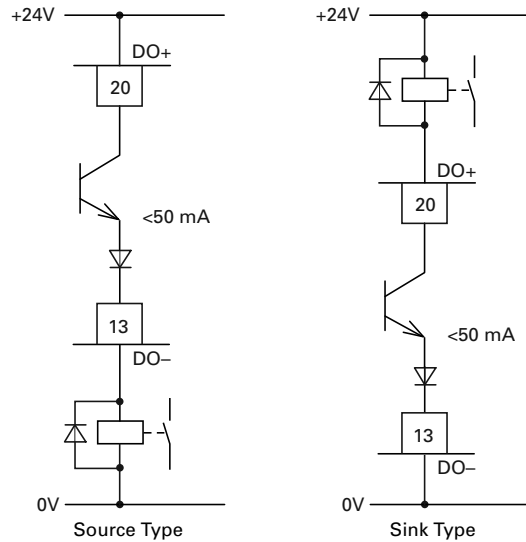 +24V
DO+
20
<50 mA
13
DO–
0V
Source Type
+24V
DO+
20
<50 mA
13
DO–
0V
Sink Type